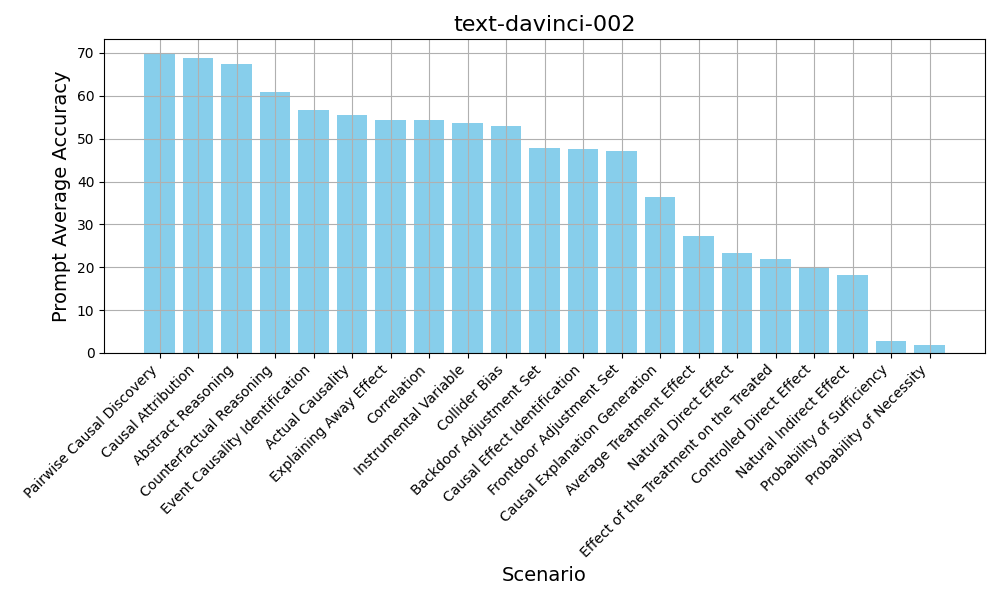 text-davinci-002
Prompt Average Accuracy
70
60
50
40
30
20
10
0
Pairwise Causal Discovery
Causal Attribution
Abstract Reasoning
Counterfactual Reasoning
Event Causality Identification
Actual Causality
Explaining Away Effect
Correlation
Instrumental Variable
Collider Bias
Backdoor Adjustment Set
Causal Effect Identification
Frontdoor Adjustment Set
Causal Explanation Generation
Average Treatment Effect
Natural Direct Effect
Effect of the Treatment on the Treated
Controlled Direct Effect
Natural Indirect Effect
Probability of Sufficiency
Probability of Necessity
Scenario